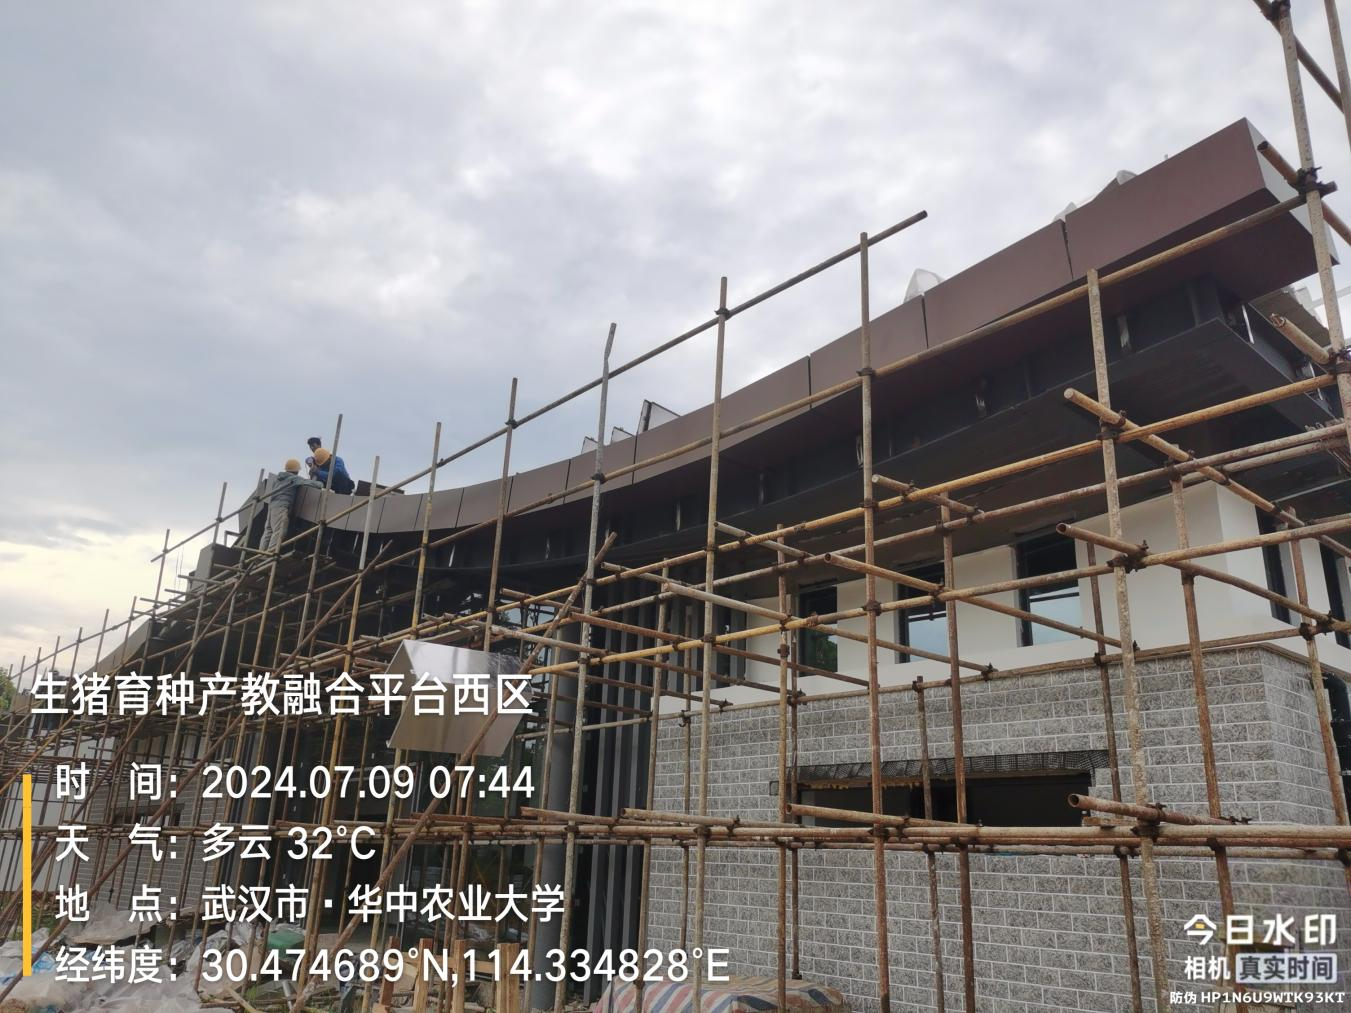 生猪育种产教融合平台西区
时 间：2024.07.09 07:44
天 气：多云 32°C
地 点：武汉市·华中农业大学
经纬度：30.474689°N,114.334828°E
今日水印
相机 真实时间
防伪 HP1N6U9WTK93KT